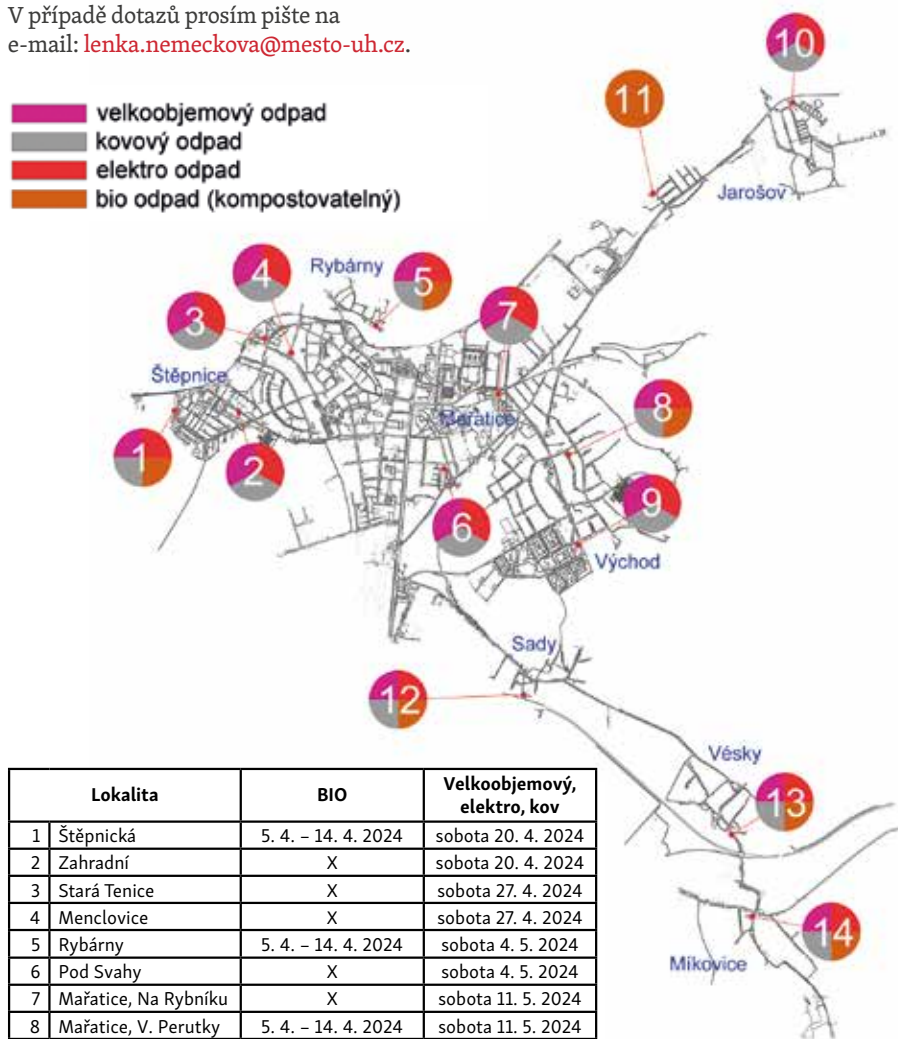 V případě dotazů prosím pište na
e-mail: lenka.nemeckova@mesto-uh.cz.
velkoobjemový odpad
kovový odpad
elektro odpad
bio odpad (kompostovatelný)
10
11
Jarošov
4
Rybárny
5
3
7
Štěpnice
Mařatice
8
1
2
9
6
Východ
Sady
12
Vésky
13
14
Míkovice
Lokalita BIO Velkoobjemový,
elektro, kov
1 Štěpnická 5. 4. – 14. 4. 2024 sobota 20. 4. 2024
2 Zahradní X sobota 20. 4. 2024
3 Stará Tenice X sobota 27. 4. 2024
4 Menclovice X sobota 27. 4. 2024
5 Rybárny 5. 4. – 14. 4. 2024 sobota 4. 5. 2024
6 Pod Svahy X sobota 4. 5. 2024
7 Mařatice, Na Rybníku X sobota 11. 5. 2024
8 Mařatice, V. Perutky 5. 4. – 14. 4. 2024 sobota 11. 5. 2024